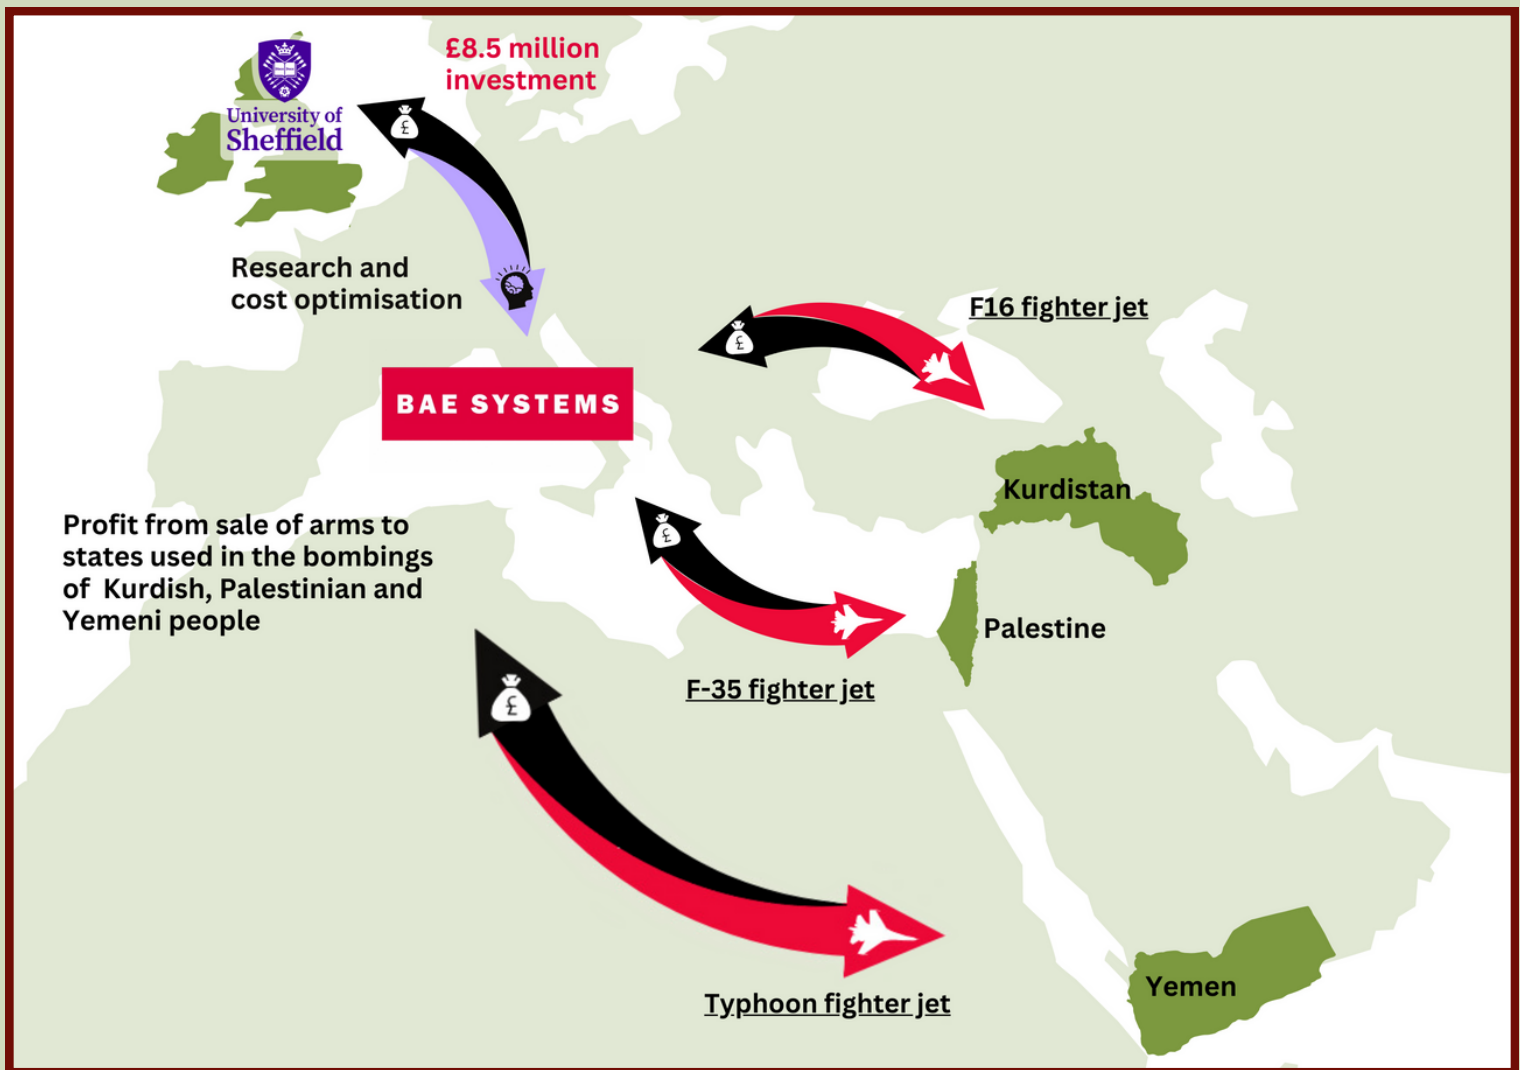 £8.5 million
investment
University of
Sheffield
Research and
cost optimisation
F16 fighter jet
BAE SYSTEMS
Kurdistan
Profit from sale of arms to
states used in the bombings
of Kurdish, Palestinian and
Yemeni people
Palestine
F-35 fighter jet
Yemen
Typhoon fighter jet
£
£
£
£